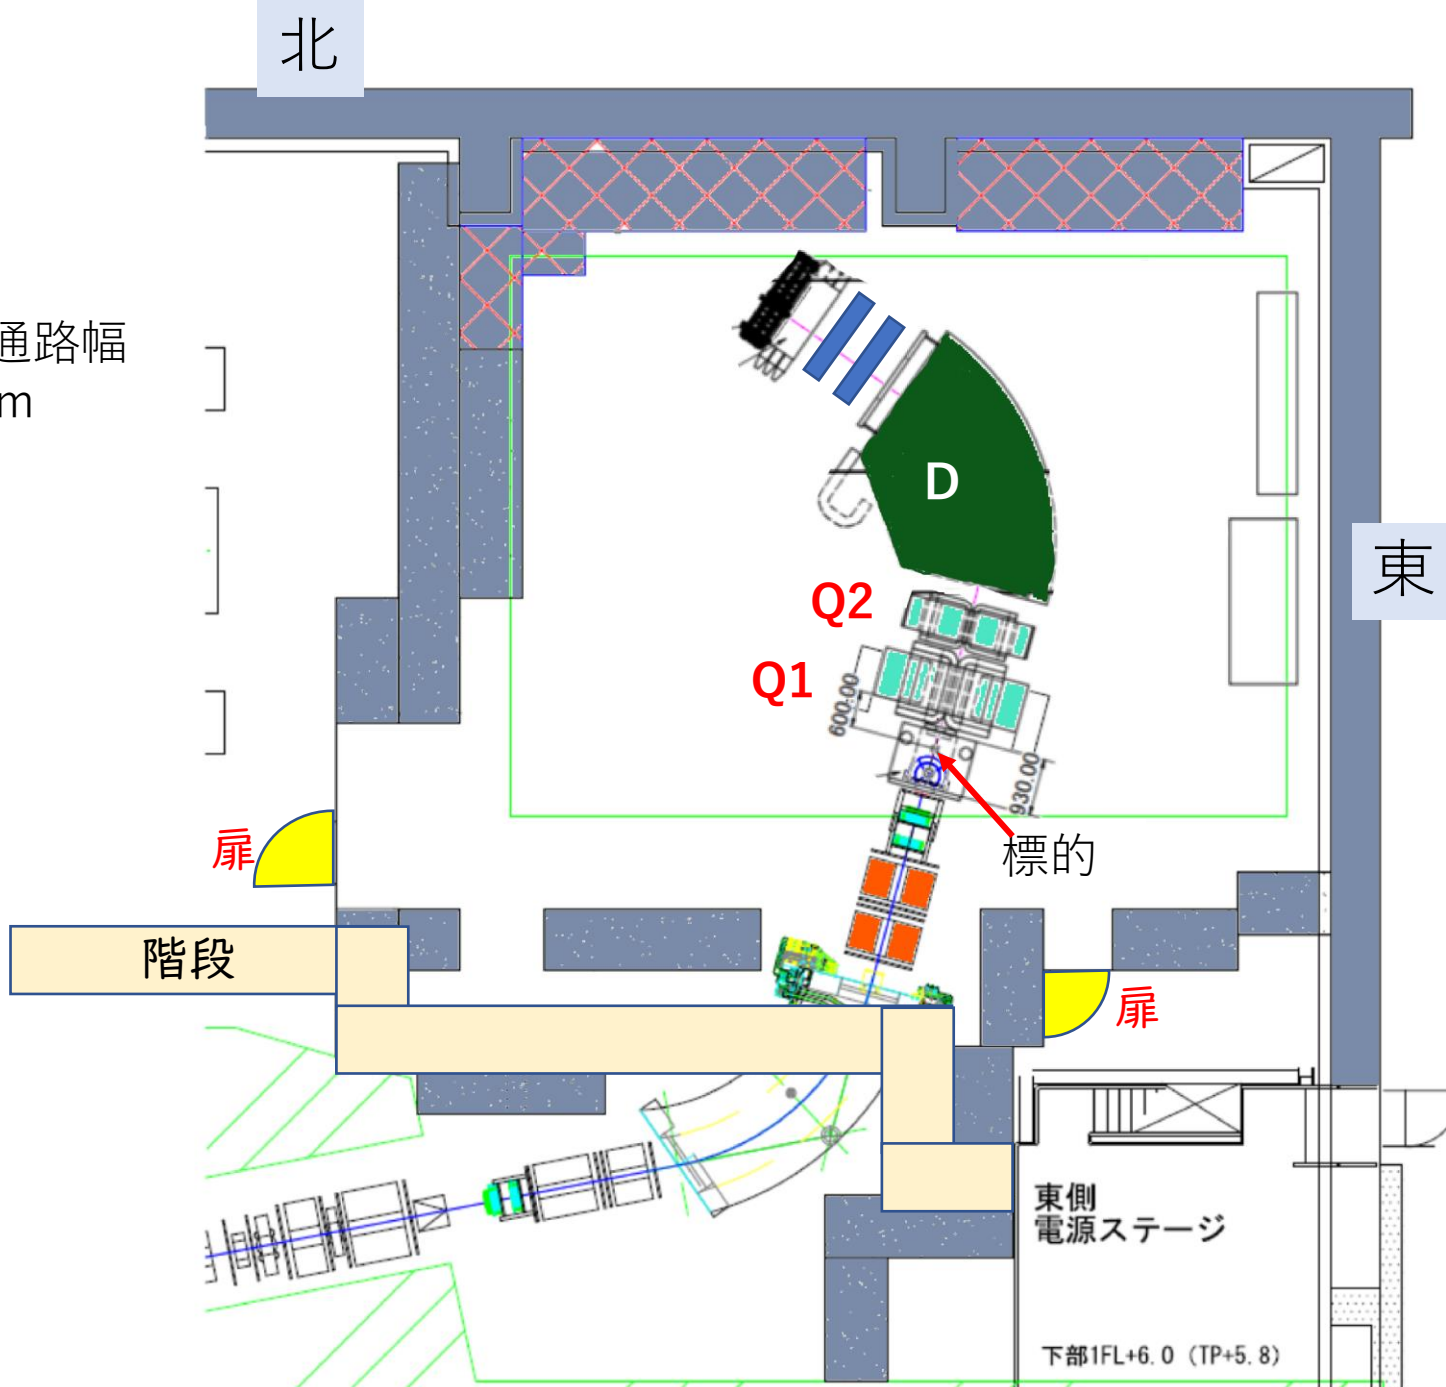 北
通路幅
m
D
東
Q2
Q1
600.00
930.00
標的
扉
階段
扉
東側
電源ステージ
下部1FL+6.0 (TP+5.8)